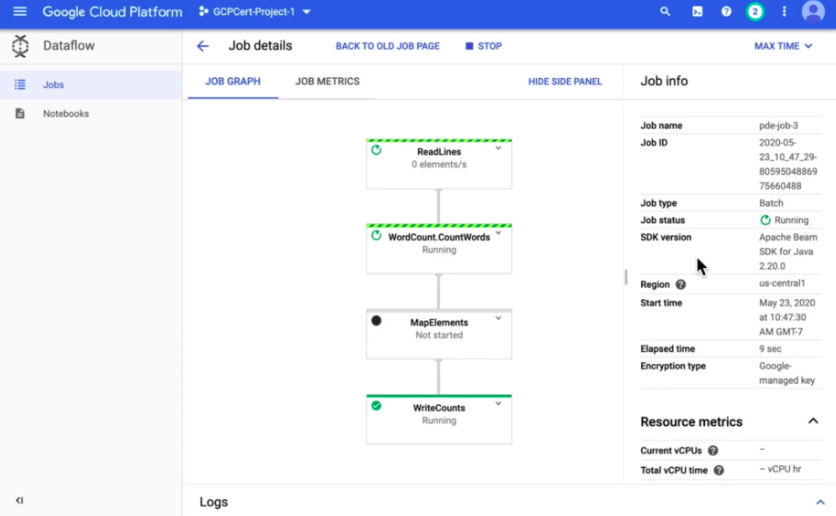 Google Cloud Platform
GCPCert-Project-1
2
Dataflow
Job details
BACK TO OLD JOB PAGE
STOP
MAX TIME
Jobs
Notebooks
JOB GRAPH
JOB METRICS
HIDE SIDE PANEL
ReadLines
0 elements/s
WordCount.CountWords
Running
MapElements
Not started
WriteCounts
Running
Job info
Job name pde-job-3
Job ID 2020-05-
23_10_47_29-
80595048869
75660488
Job type Batch
Job status Running
SDK version Apache Beam
SDK for Java
2.20.0
Region us-central1
Start time May 23, 2020
at 10:47:30
AM GMT-7
Elapsed time 9 sec
Encryption type Google-
managed key
Resource metrics
Current vCPUs –
Total vCPU time – vCPU hr
Logs